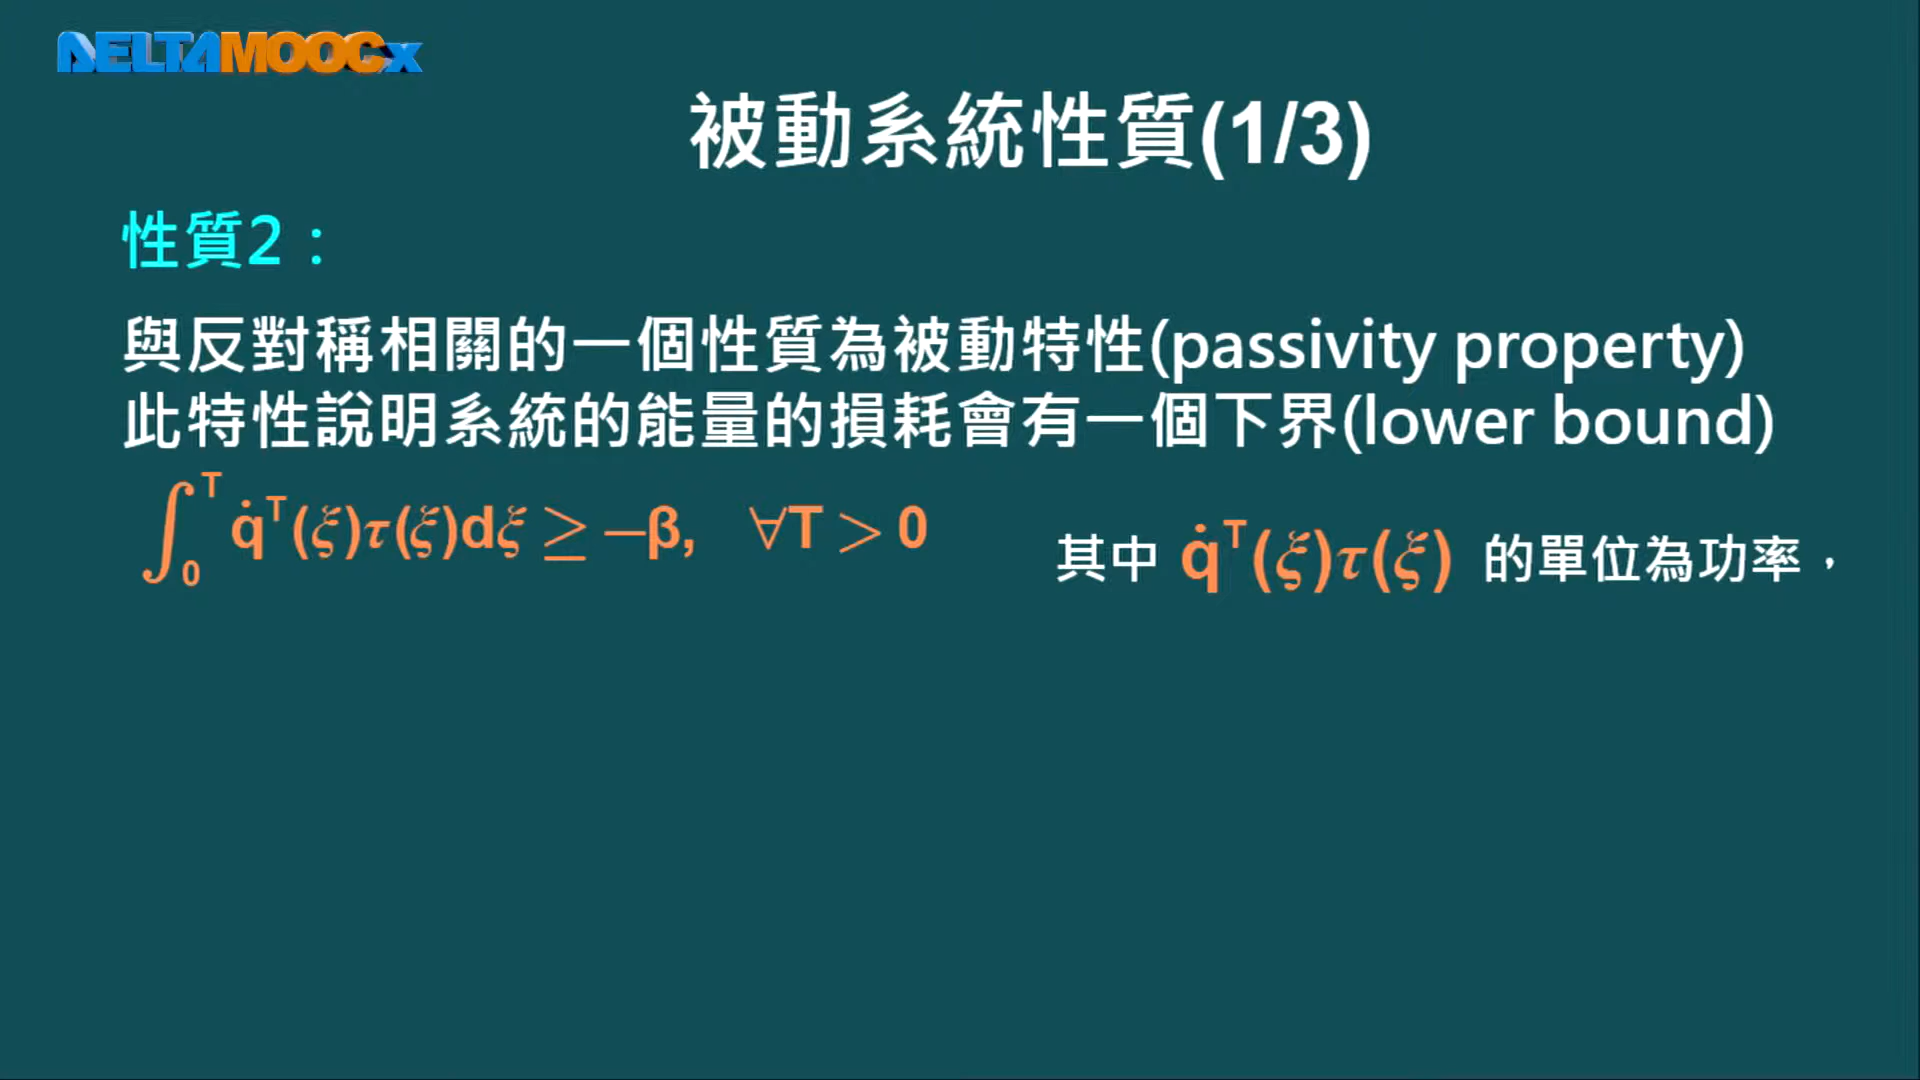 DELTAMOOCx
被動系統性質(1/3)
性質2：
與反對稱相關的一個性質為被動特性(passivity property)
此特性說明系統的能量的損耗會有一個下界(lower bound)
∫₀ᵀ q̇ᵀ(ξ)τ(ξ)dξ ≥ −β, ∀T > 0
其中 q̇ᵀ(ξ)τ(ξ) 的單位為功率，